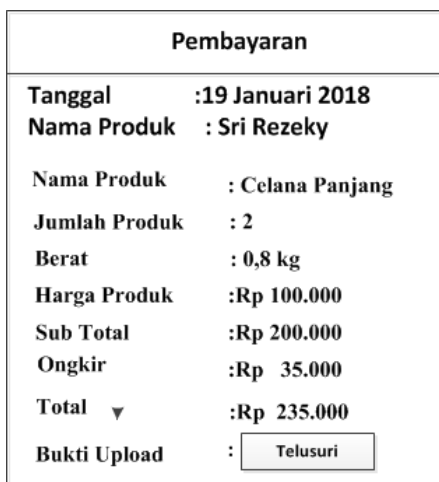 Pembayaran
Tanggal :19 Januari 2018
Nama Produk : Sri Rezeky
Nama Produk : Celana Panjang
Jumlah Produk : 2
Berat : 0,8 kg
Harga Produk :Rp 100.000
Sub Total :Rp 200.000
Ongkir :Rp 35.000
Total :Rp 235.000
Bukti Upload : Telusuri